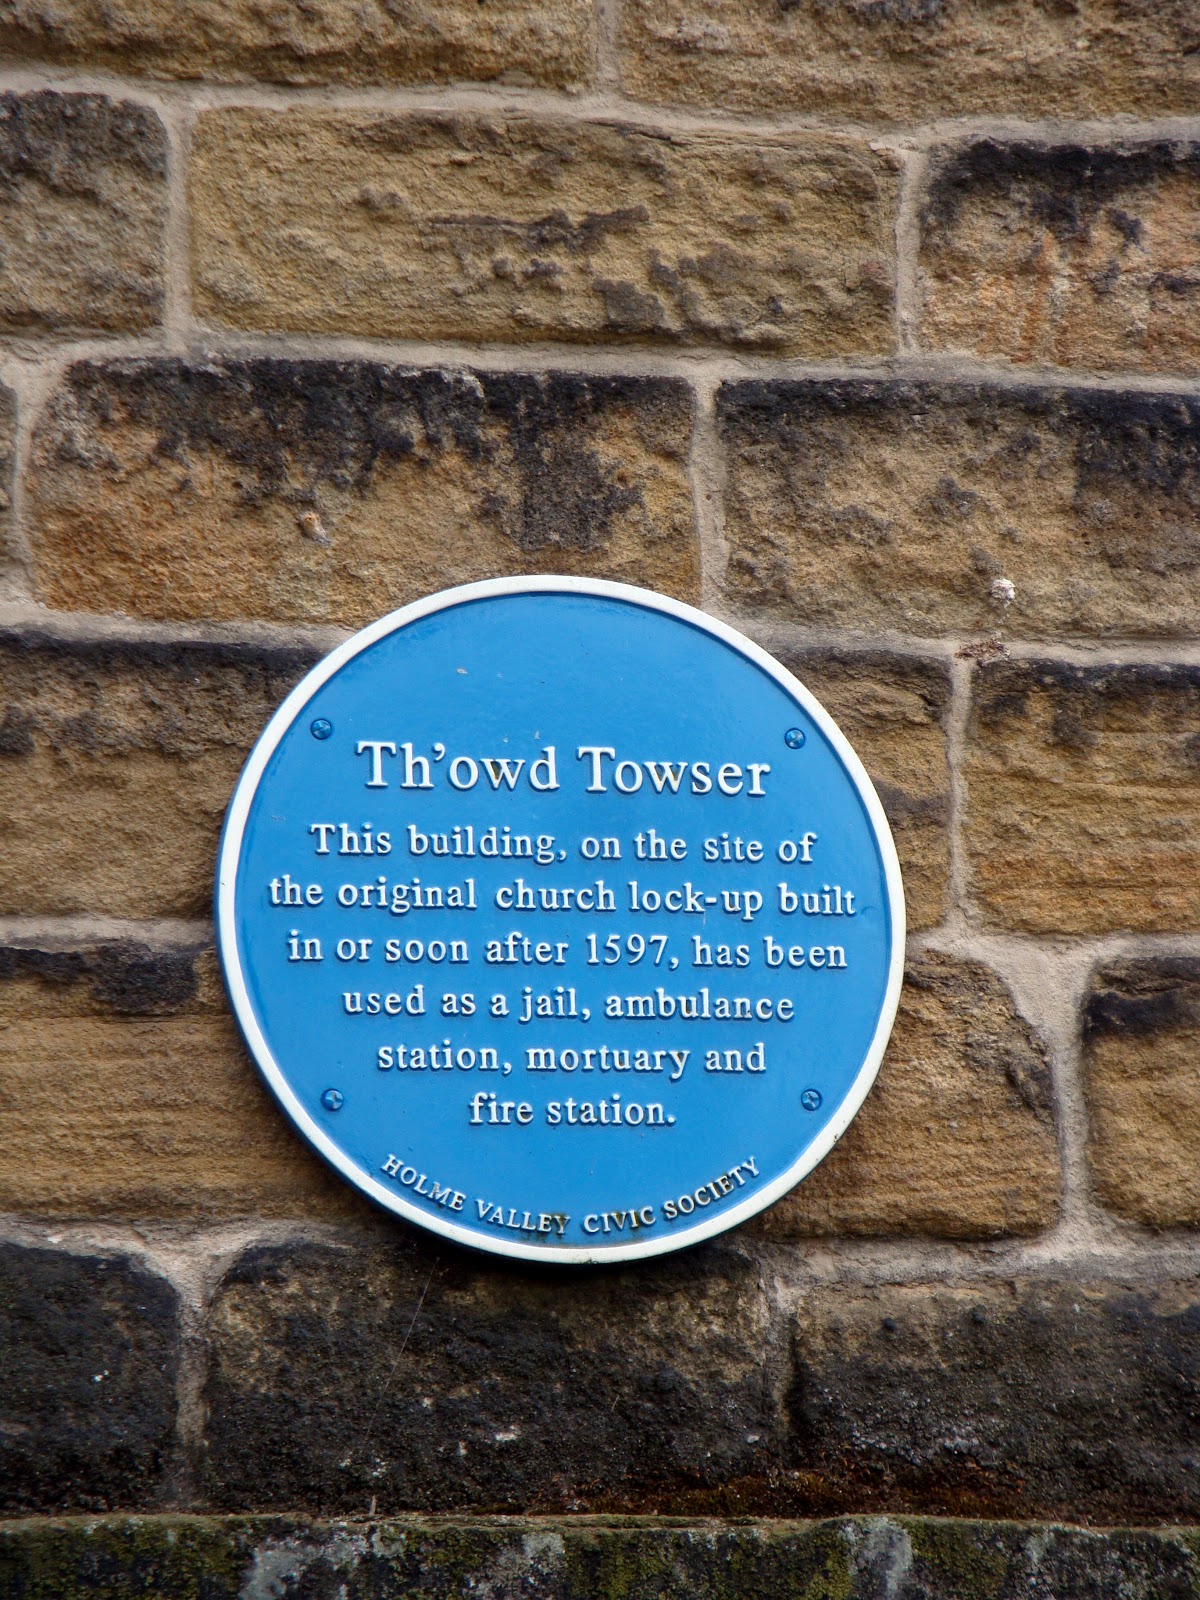 Th'owd Towser
This building, on the site of
the original church lock-up built
in or soon after 1597, has been
used as a jail, ambulance
station, mortuary and
fire station.
HOLME VALLEY CIVIC SOCIETY